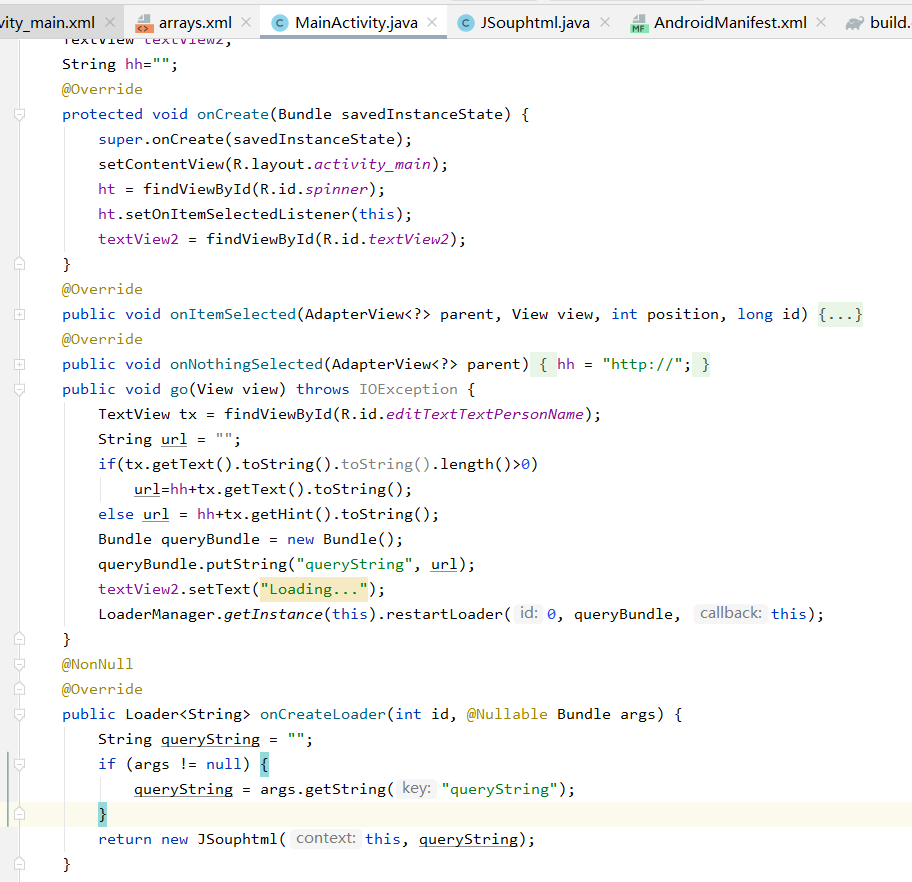 vity_main.xml arrays.xml MainActivity.java JSouphtml.java AndroidManifest.xml build.
TextView textView2;
String hh="";
@Override
protected void onCreate(Bundle savedInstanceState) {
super.onCreate(savedInstanceState);
setContentView(R.layout.activity_main);
ht = findViewById(R.id.spinner);
ht.setOnItemSelectedListener(this);
textView2 = findViewById(R.id.textView2);
}
@Override
public void onItemSelected(AdapterView<?> parent, View view, int position, long id) {...}
@Override
public void onNothingSelected(AdapterView<?> parent) { hh = "http://"; }
public void go(View view) throws IOException {
TextView tx = findViewById(R.id.editTextTextPersonName);
String url = "";
if(tx.getText().toString().toString().length()>0)
url=hh+tx.getText().toString();
else url = hh+tx.getHint().toString();
Bundle queryBundle = new Bundle();
queryBundle.putString("queryString", url);
textView2.setText("Loading...");
LoaderManager.getInstance(this).restartLoader( id: 0, queryBundle, callback: this);
}
@NonNull
@Override
public Loader<String> onCreateLoader(int id, @Nullable Bundle args) {
String queryString = "";
if (args != null) {
queryString = args.getString( key: "queryString");
}
return new JSouphtml( context: this, queryString);
}